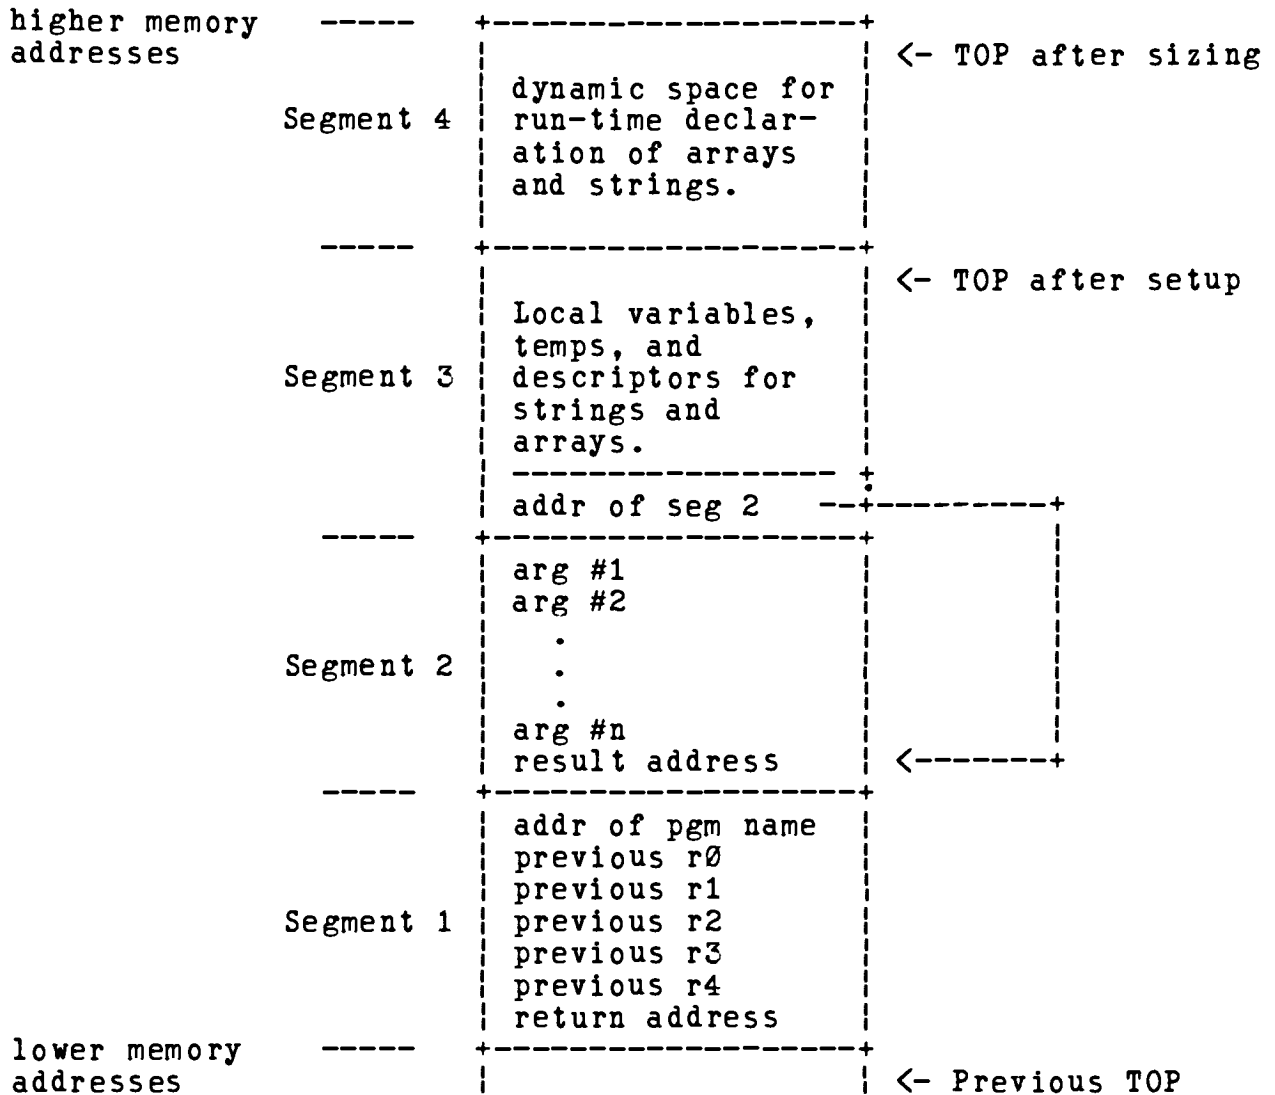 higher memory ----- +-------------------+
addresses <- TOP after sizing
dynamic space for
Segment 4 run-time declar-
ation of arrays
and strings.
----- +-------------------+
<- TOP after setup
Local variables,
temps, and
Segment 3 descriptors for
strings and
arrays.
----------------- +
addr of seg 2 --+----------+
----- +-------------------+
arg #1
arg #2
.
Segment 2 .
.
arg #n
result address <--------+
----- +-------------------+
addr of pgm name
previous r0
previous r1
Segment 1 previous r2
previous r3
previous r4
return address
lower memory ----- +-------------------+
addresses <- Previous TOP